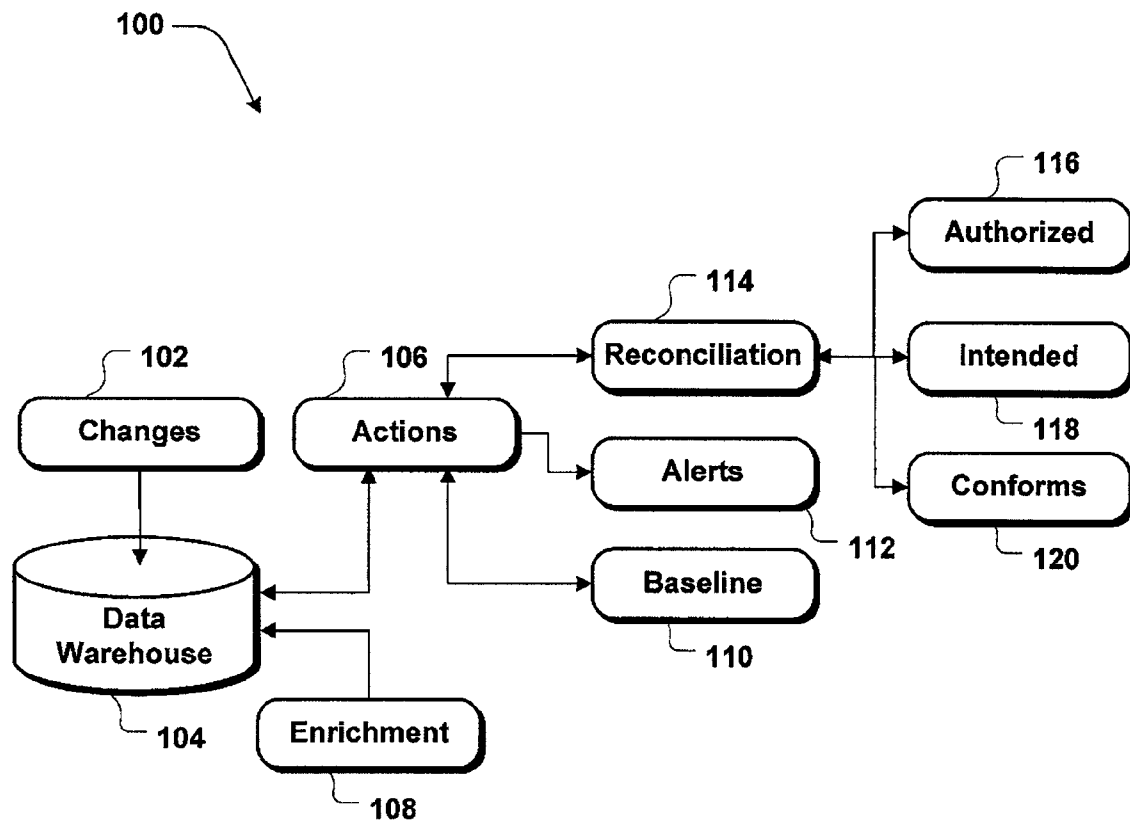 100
116
Authorized
114
Reconciliation
Intended
118
102
106
Changes
Actions
Alerts
112
Conforms
120
Data
Warehouse
104
Baseline
110
Enrichment
108